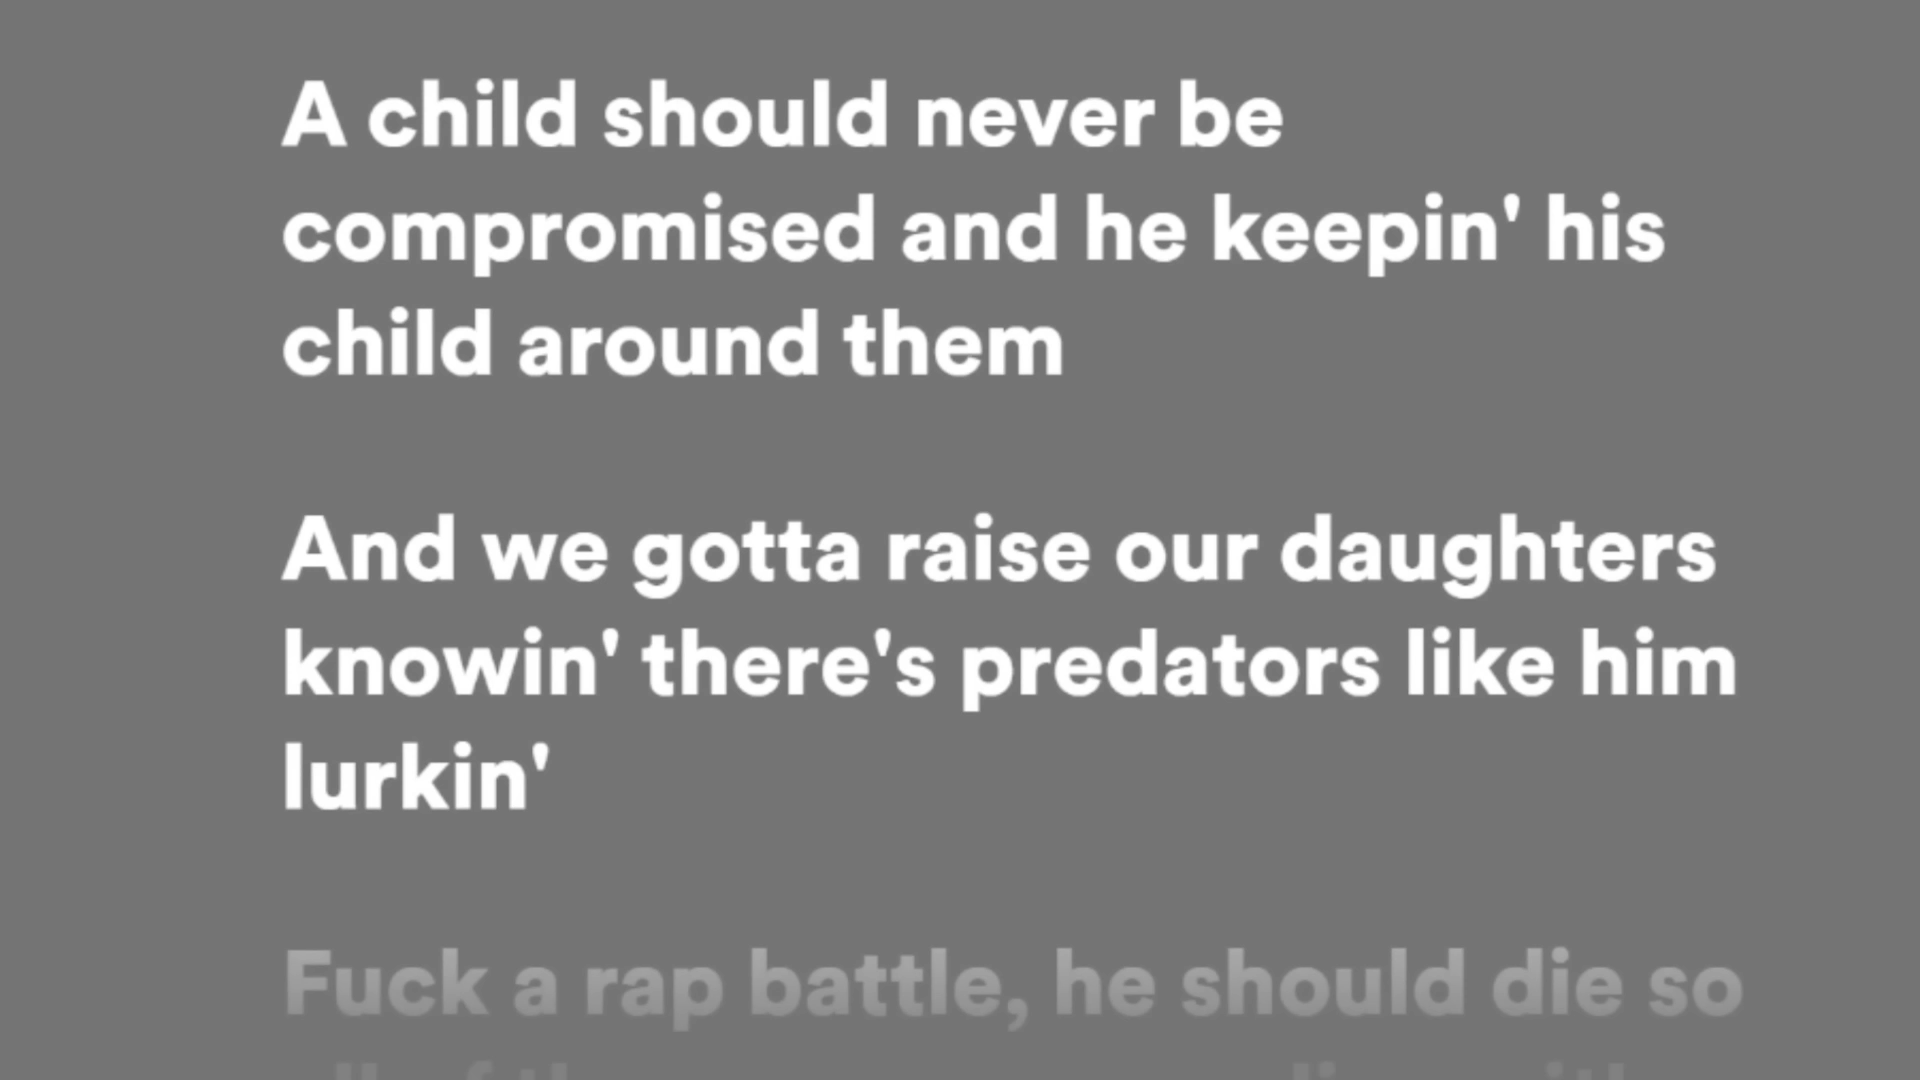 A child should never be
compromised and he keepin' his
child around them
And we gotta raise our daughters
knowin' there's predators like him
lurkin'
Fuck a rap battle, he should die so